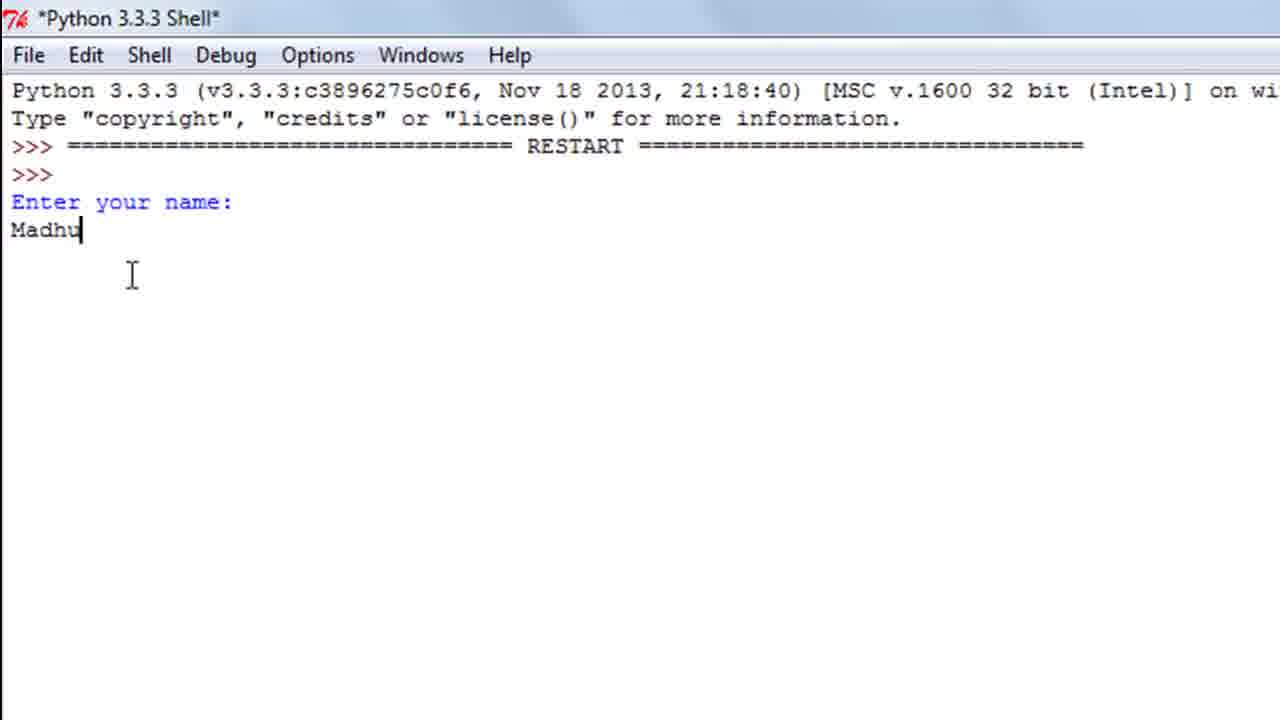 *Python 3.3.3 Shell*
File Edit Shell Debug Options Windows Help
Python 3.3.3 (v3.3.3:c3896275c0f6, Nov 18 2013, 21:18:40) [MSC v.1600 32 bit (Intel)] on wi
Type "copyright", "credits" or "license()" for more information.
>>> ================================ RESTART ================================
>>>
Enter your name:
Madhu